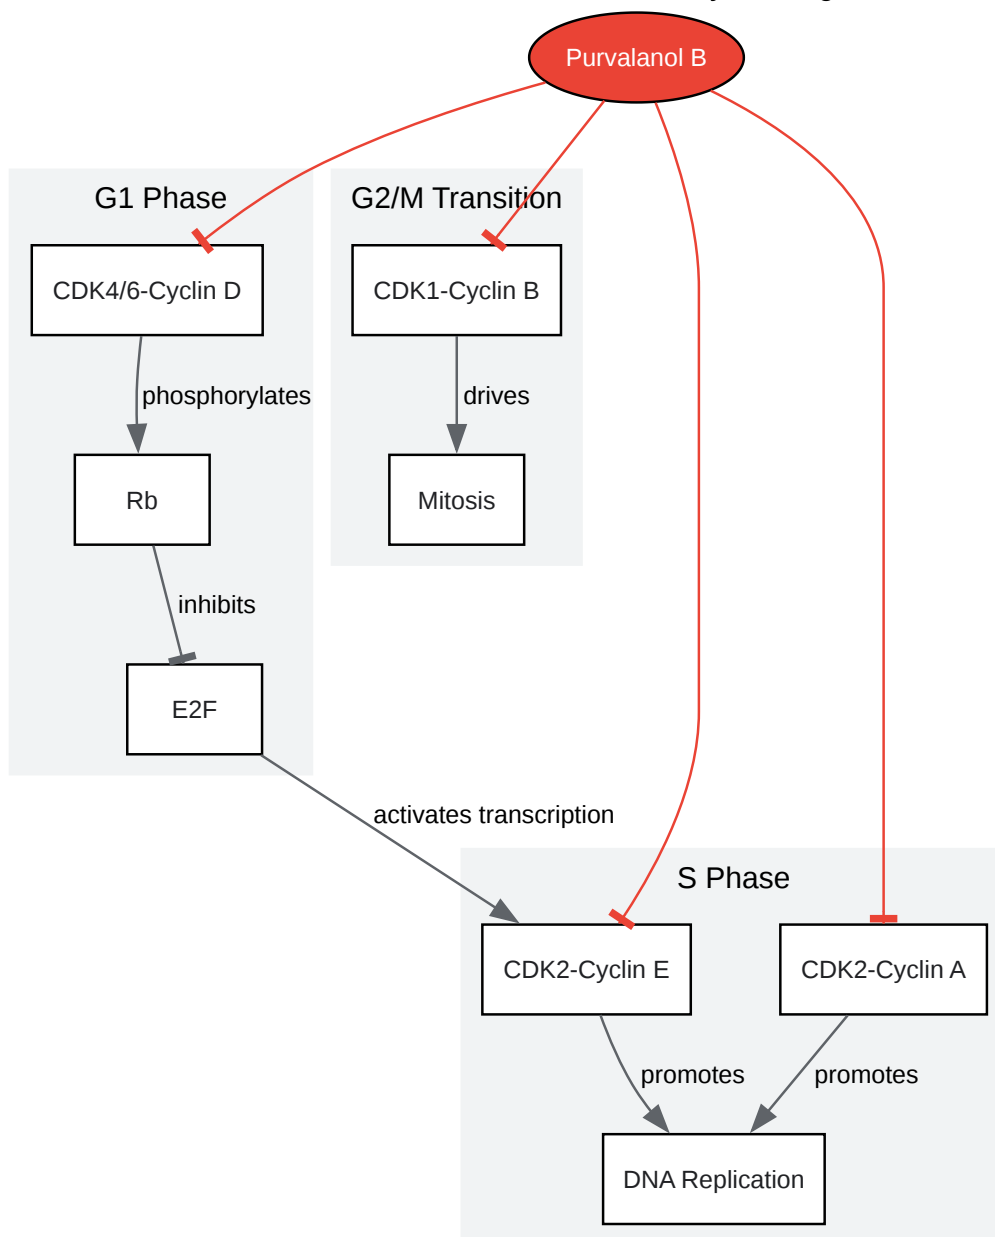 Purvalanol B
G1 Phase
G2/M Transition
CDK4/6-Cyclin D
CDK1-Cyclin B
phosphorylates
drives
Rb
Mitosis
inhibits
E2F
activates transcription
S Phase
CDK2-Cyclin E
CDK2-Cyclin A
promotes
promotes
DNA Replication